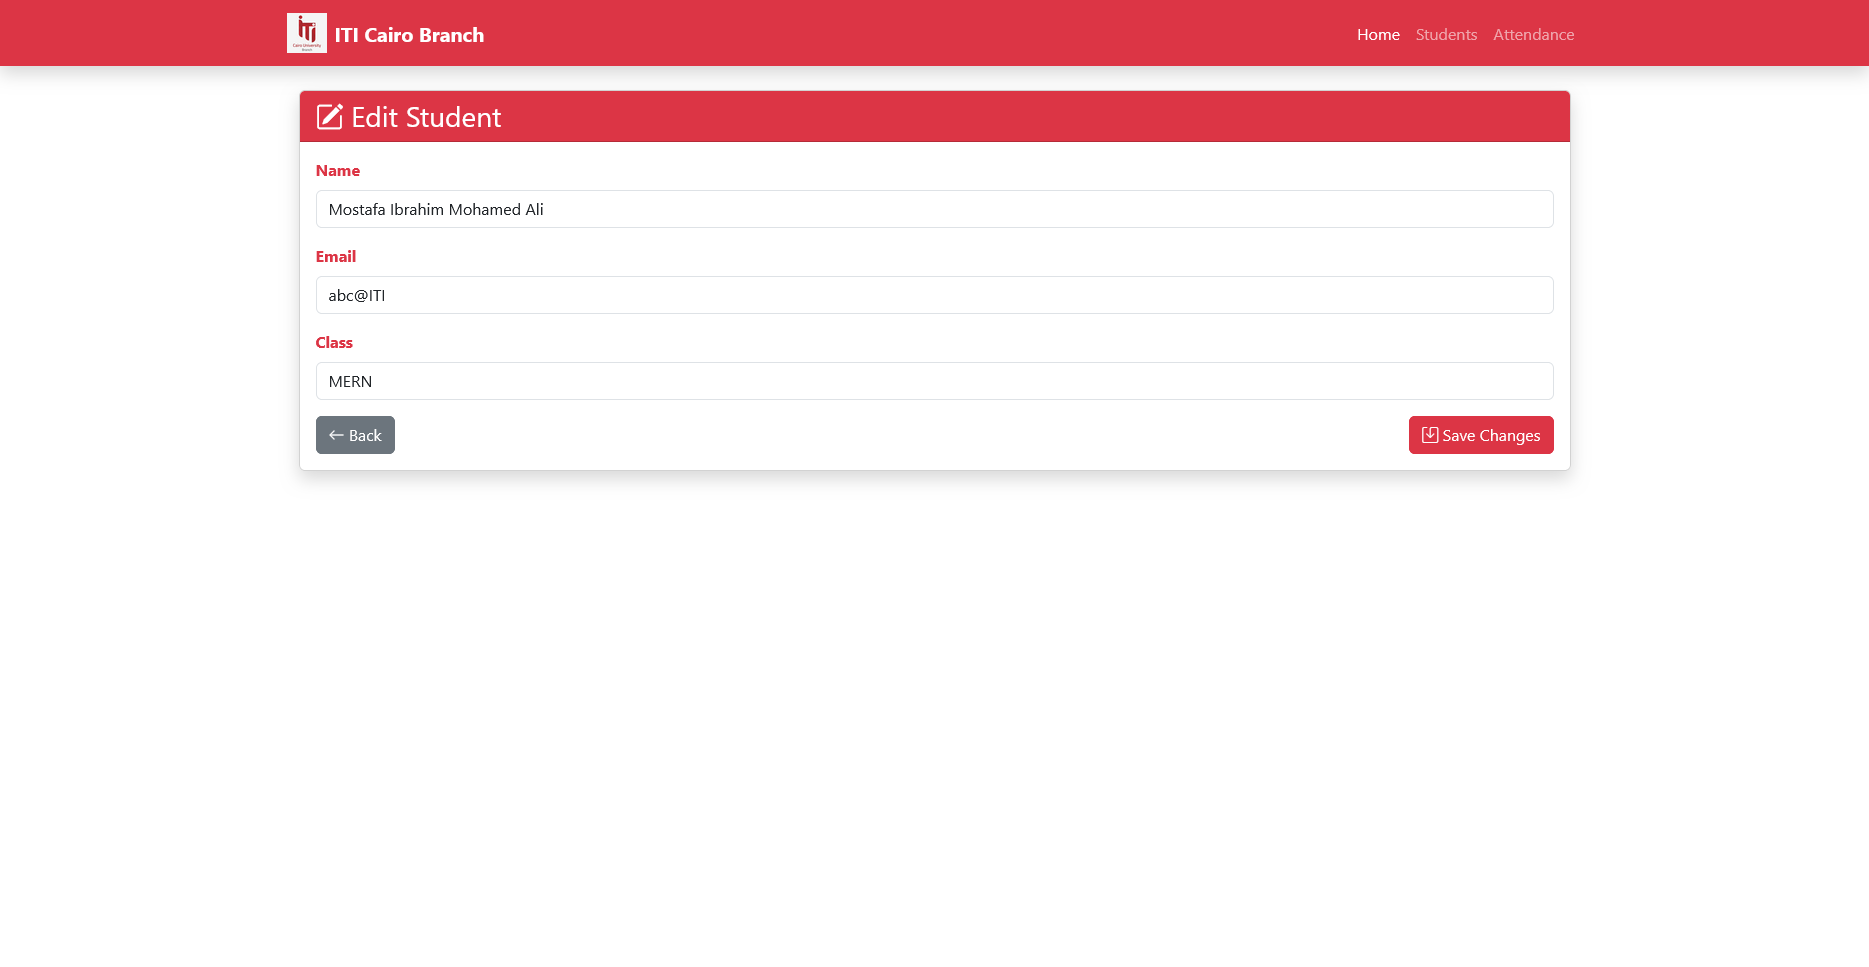 iTi
Cairo University
Branch
ITI Cairo Branch
Home
Students
Attendance
Edit Student
Name
Mostafa Ibrahim Mohamed Ali
Email
abc@ITI
Class
MERN
Back
Save Changes